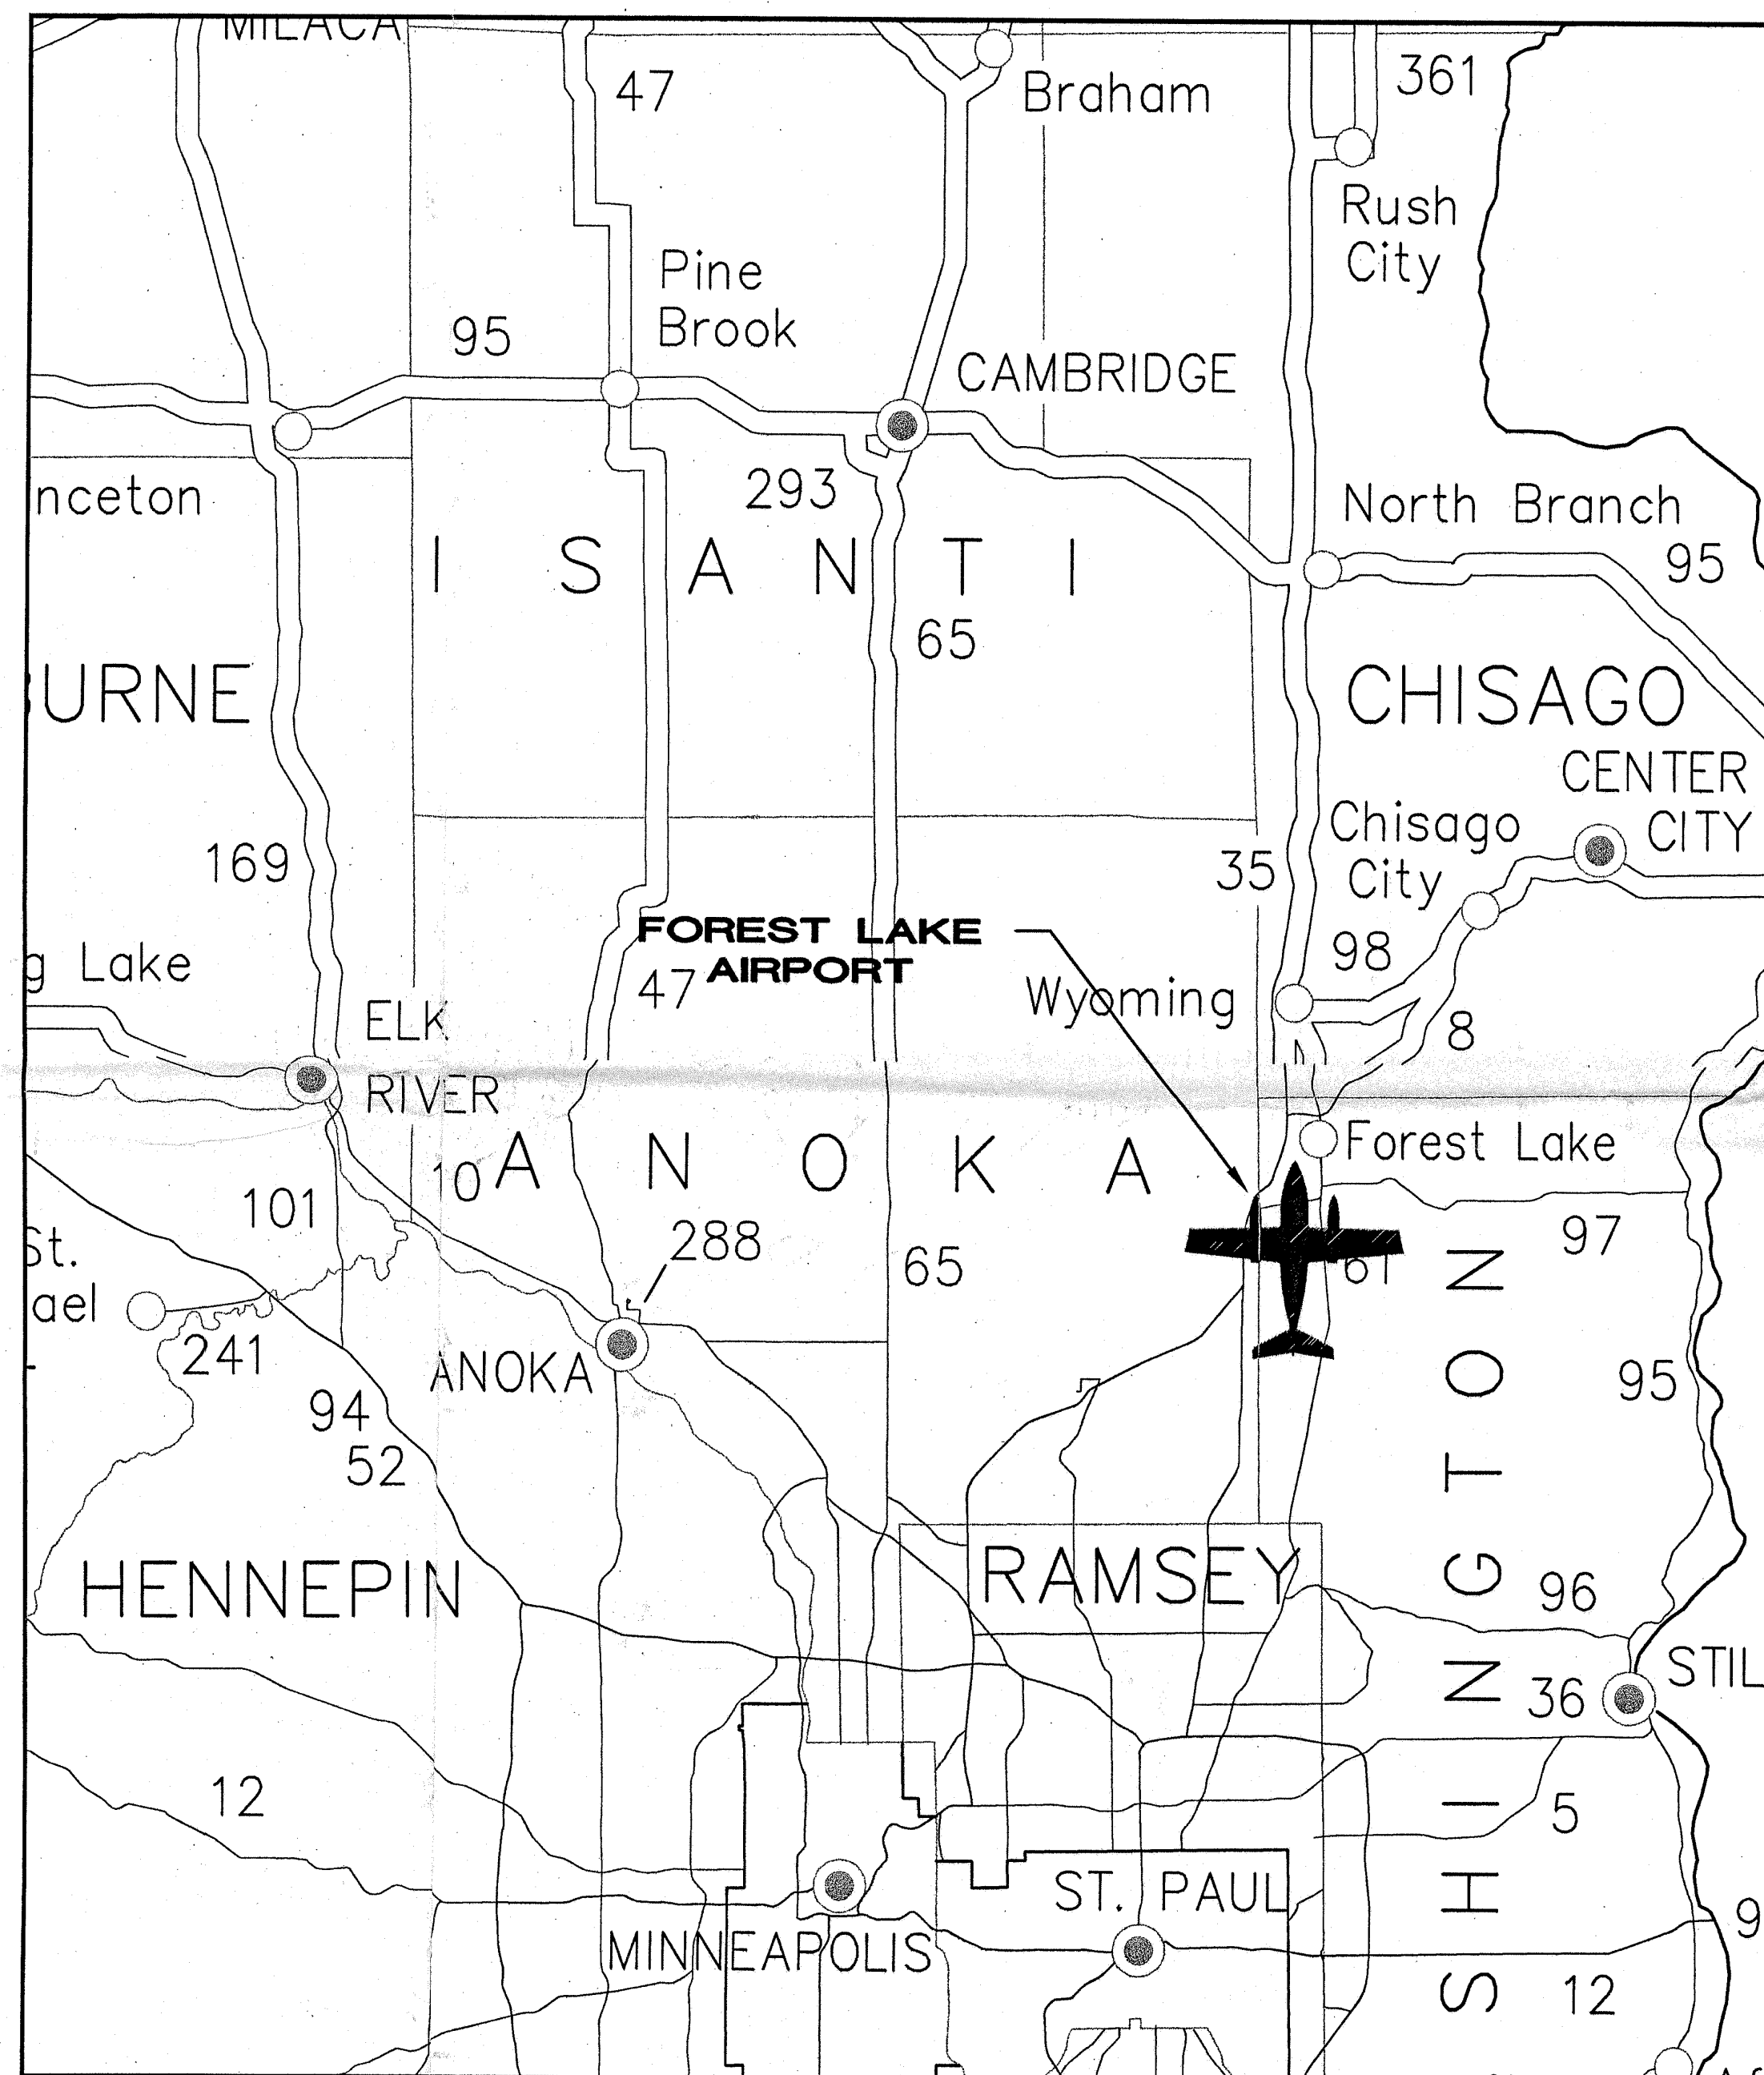 MILACA
47
Braham
361
Rush
City
Pine
Brook
95
CAMBRIDGE
293
nceton
North Branch
95
I S A N T I
65
URNE
CHISAGO
CENTER
CITY
Chisago
City
169
35
FOREST LAKE
AIRPORT
47
98
g Lake
Wyoming
8
ELK
RIVER
Forest Lake
A N O K A
10
101
288
97
St.
ael
65
61
241
ANOKA
95
94
52
HENNEPIN
RAMSEY
96
STIL
36
SHINGTON
12
5
ST. PAUL
9
MINNEAPOLIS
12